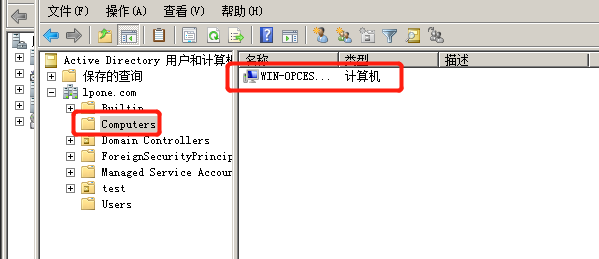 文件(F) 操作(A) 查看(V) 帮助(H)
Active Directory 用户和计算机
名称 类型 描述
保存的查询
WIN-OPCES... 计算机
lpone.com
Builtin
Computers
Domain Controllers
ForeignSecurityPrincip
Managed Service Accour
test
Users